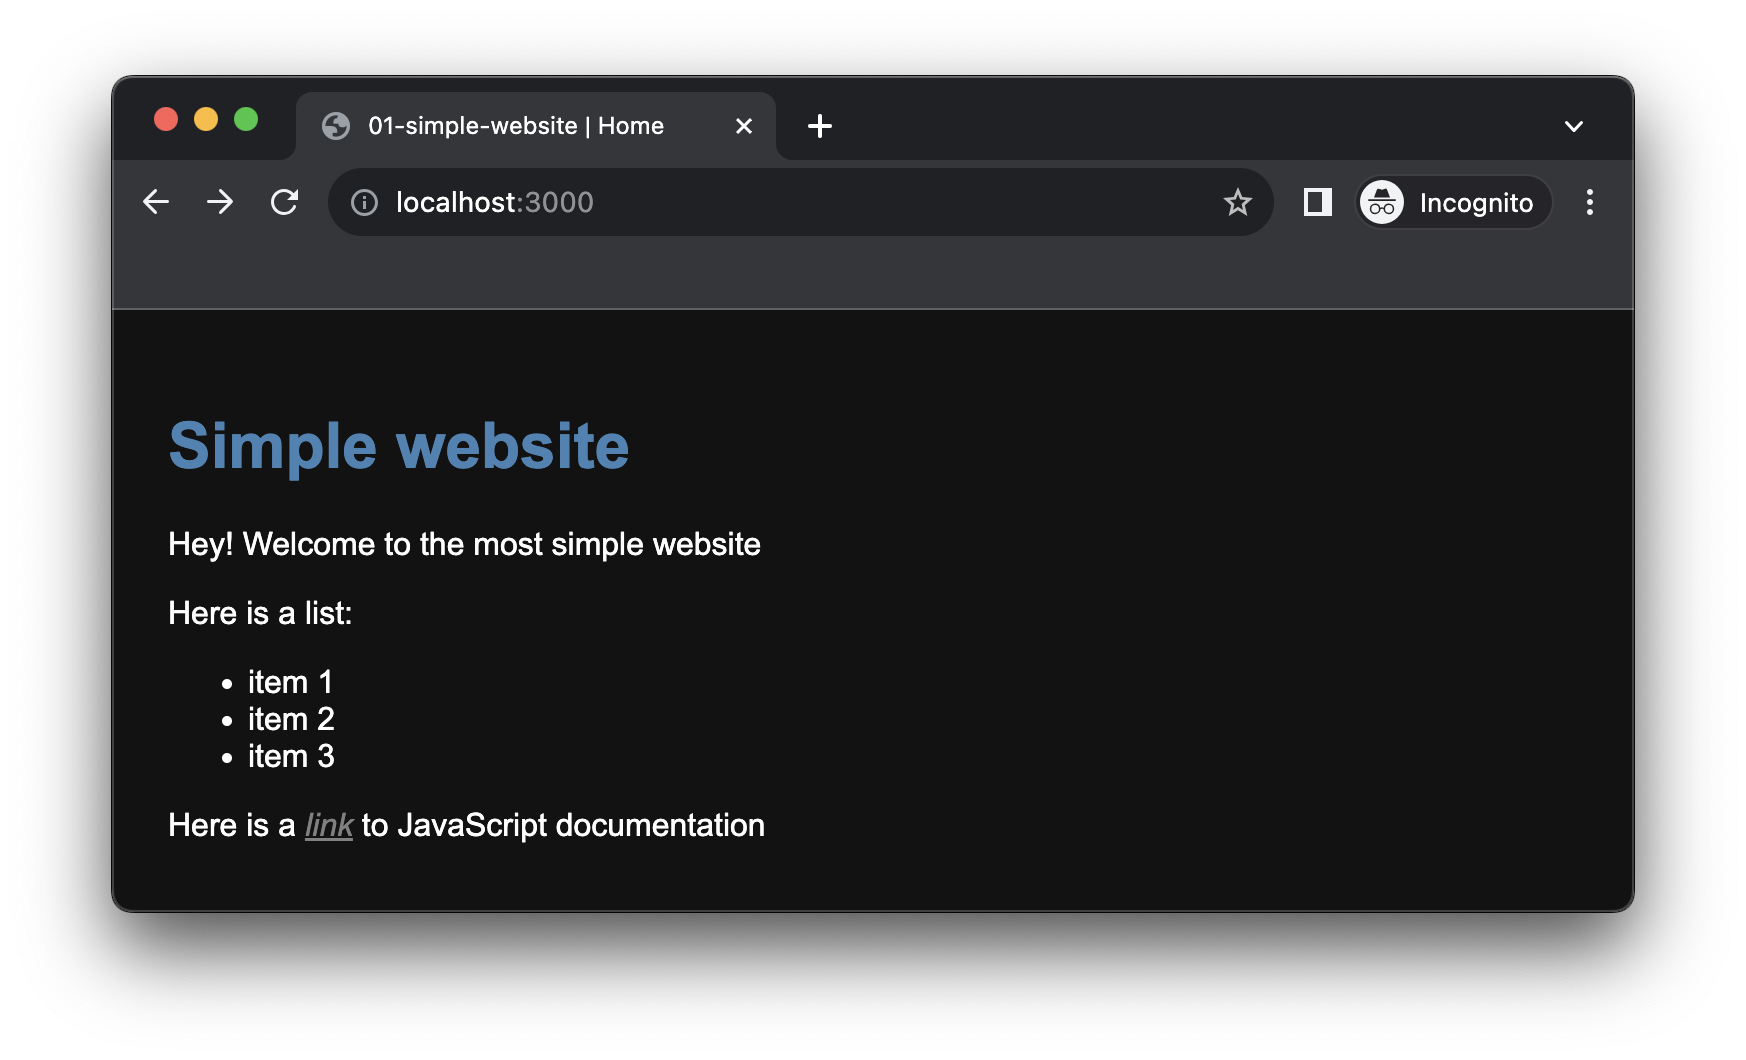 01-simple-website | Home
localhost:3000
Incognito
Simple website
Hey! Welcome to the most simple website
Here is a list:
• item 1
• item 2
• item 3
Here is a link to JavaScript documentation